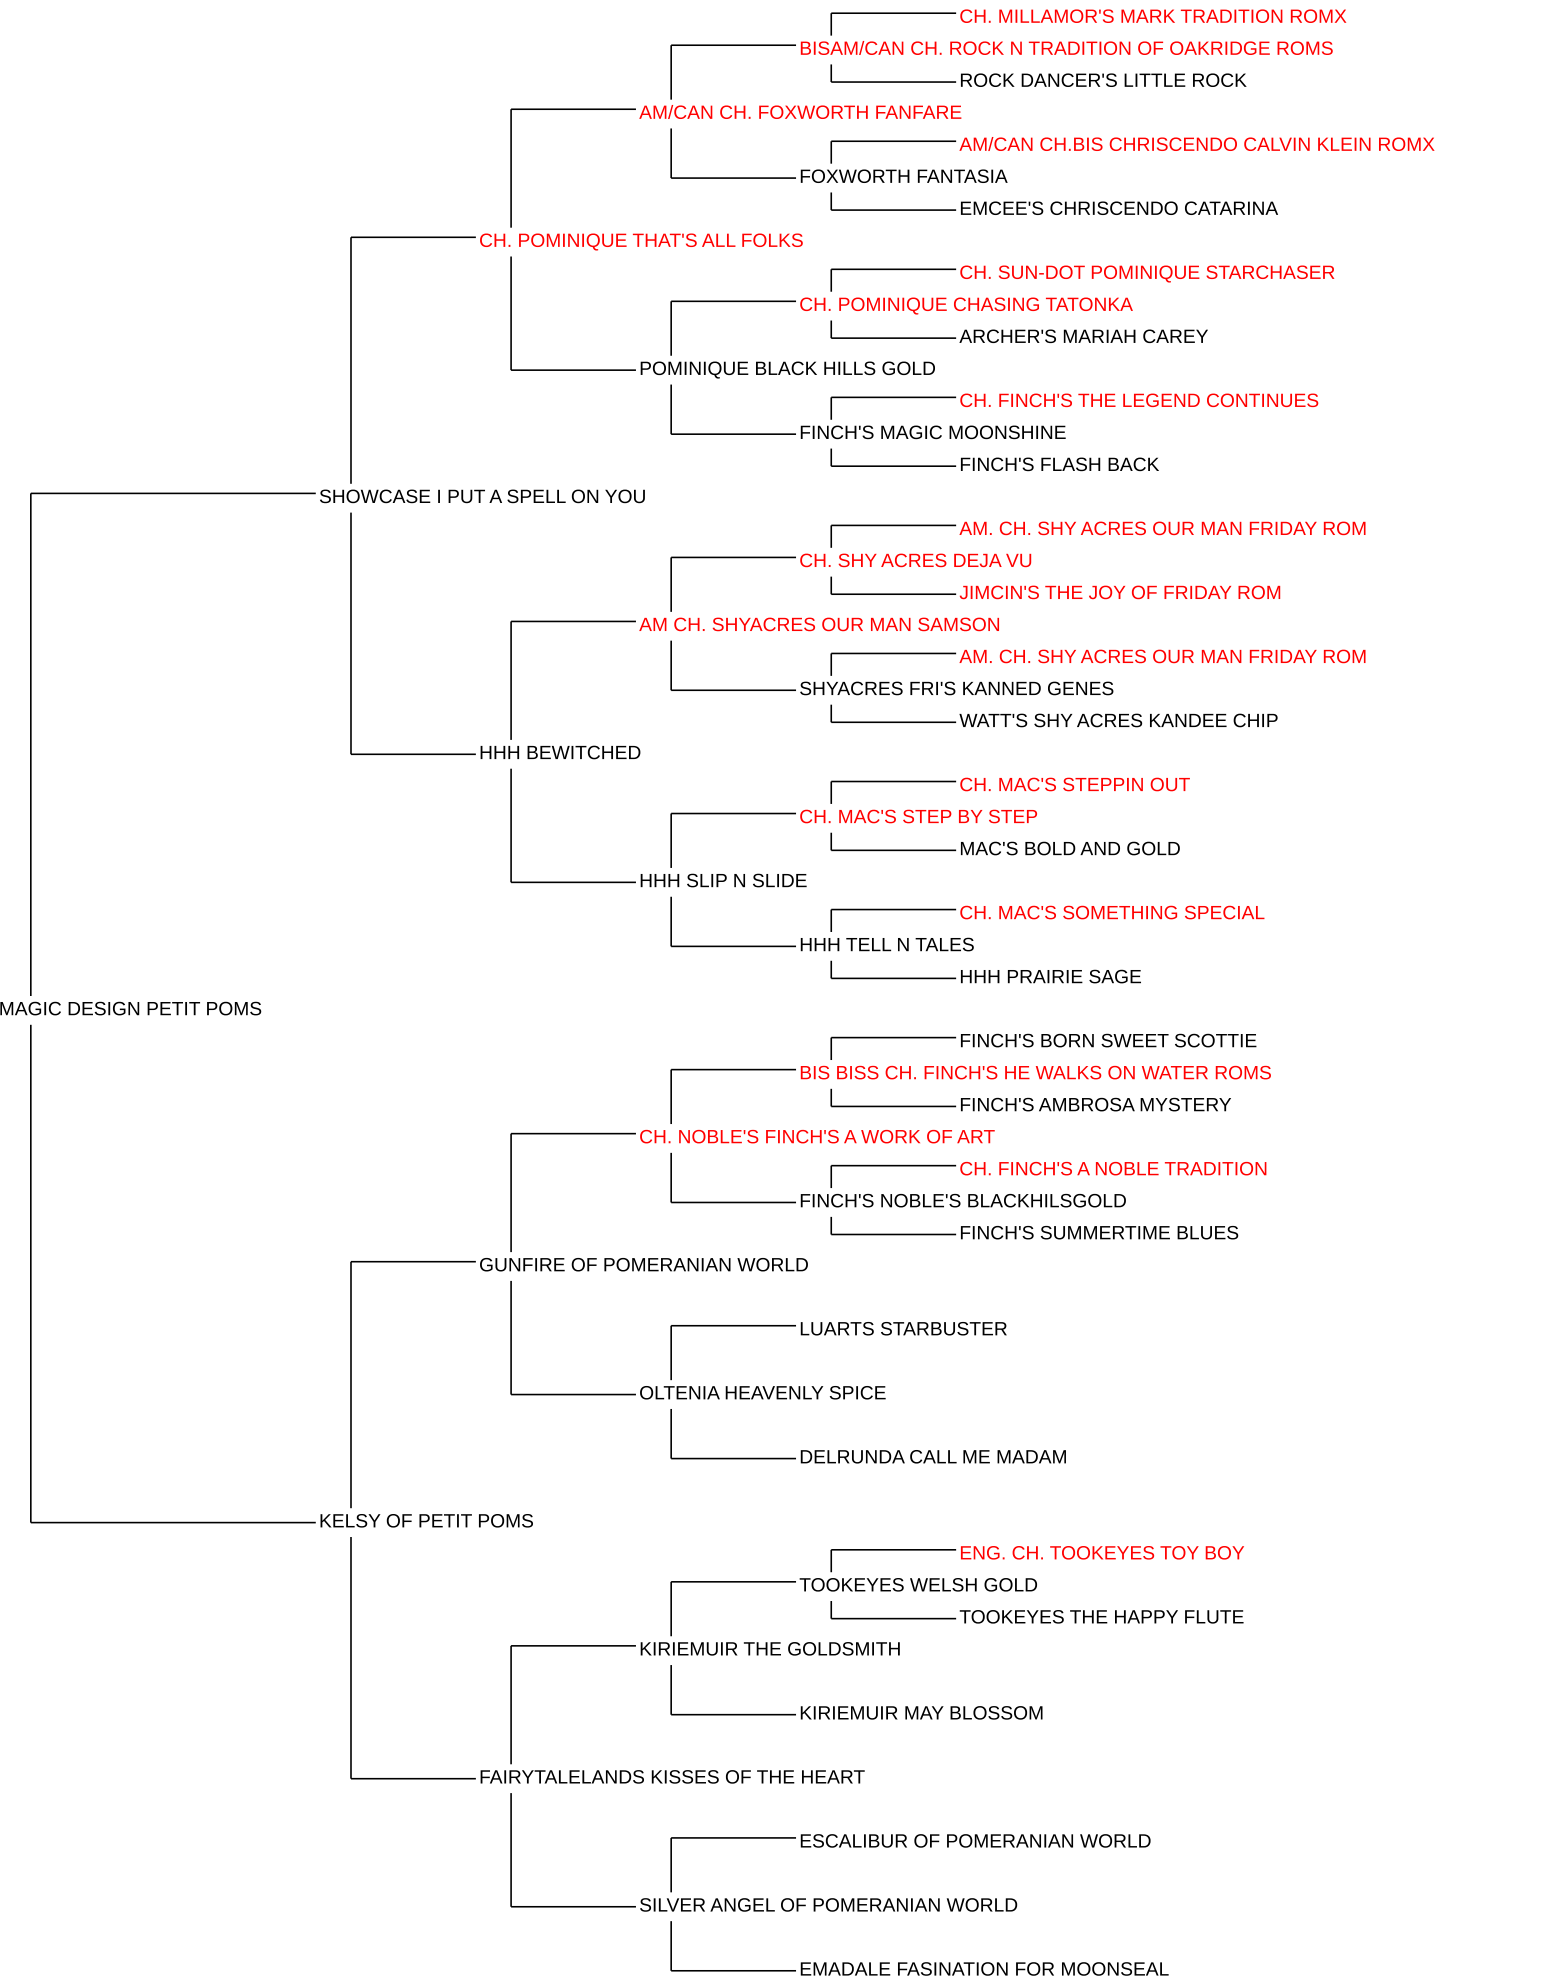 CH. MILLAMOR'S MARK TRADITION ROMX
BISAM/CAN CH. ROCK N TRADITION OF OAKRIDGE ROMS
ROCK DANCER'S LITTLE ROCK
AM/CAN CH. FOXWORTH FANFARE
AM/CAN CH.BIS CHRISCENDO CALVIN KLEIN ROMX
FOXWORTH FANTASIA
EMCEE'S CHRISCENDO CATARINA
CH. POMINIQUE THAT'S ALL FOLKS
CH. SUN-DOT POMINIQUE STARCHASER
CH. POMINIQUE CHASING TATONKA
ARCHER'S MARIAH CAREY
POMINIQUE BLACK HILLS GOLD
CH. FINCH'S THE LEGEND CONTINUES
FINCH'S MAGIC MOONSHINE
FINCH'S FLASH BACK
SHOWCASE I PUT A SPELL ON YOU
AM. CH. SHY ACRES OUR MAN FRIDAY ROM
CH. SHY ACRES DEJA VU
JIMCIN'S THE JOY OF FRIDAY ROM
AM CH. SHYACRES OUR MAN SAMSON
AM. CH. SHY ACRES OUR MAN FRIDAY ROM
SHYACRES FRI'S KANNED GENES
WATT'S SHY ACRES KANDEE CHIP
HHH BEWITCHED
CH. MAC'S STEPPIN OUT
CH. MAC'S STEP BY STEP
MAC'S BOLD AND GOLD
HHH SLIP N SLIDE
CH. MAC'S SOMETHING SPECIAL
HHH TELL N TALES
HHH PRAIRIE SAGE
MAGIC DESIGN PETIT POMS
FINCH'S BORN SWEET SCOTTIE
BIS BISS CH. FINCH'S HE WALKS ON WATER ROMS
FINCH'S AMBROSA MYSTERY
CH. NOBLE'S FINCH'S A WORK OF ART
CH. FINCH'S A NOBLE TRADITION
FINCH'S NOBLE'S BLACKHILSGOLD
FINCH'S SUMMERTIME BLUES
GUNFIRE OF POMERANIAN WORLD
LUARTS STARBUSTER
OLTENIA HEAVENLY SPICE
DELRUNDA CALL ME MADAM
KELSY OF PETIT POMS
ENG. CH. TOOKEYES TOY BOY
TOOKEYES WELSH GOLD
TOOKEYES THE HAPPY FLUTE
KIRIEMUIR THE GOLDSMITH
KIRIEMUIR MAY BLOSSOM
FAIRYTALELANDS KISSES OF THE HEART
ESCALIBUR OF POMERANIAN WORLD
SILVER ANGEL OF POMERANIAN WORLD
EMADALE FASINATION FOR MOONSEAL